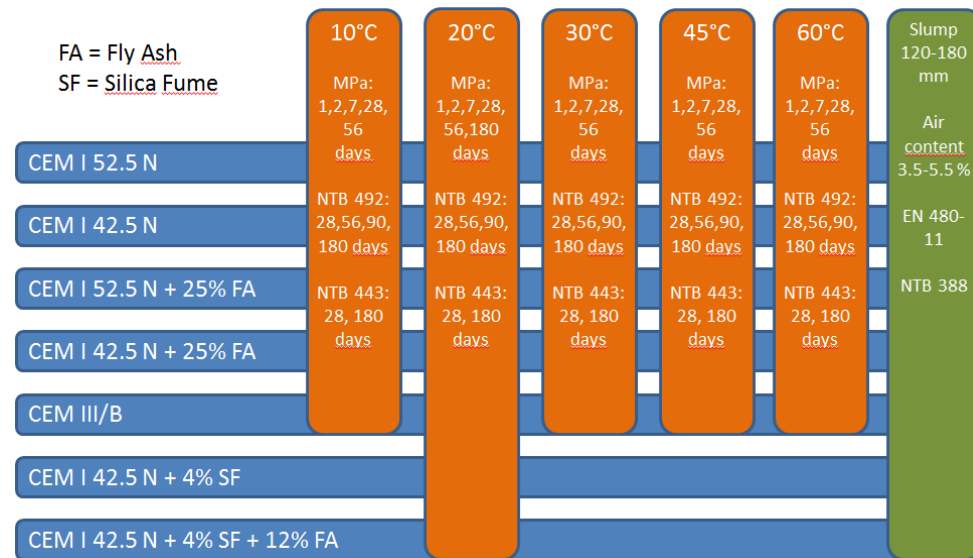 FA = Fly Ash
SF = Silica Fume
10°C
MPa:
1,2,7,28,
56
days
NTB 492:
28,56,90,
180 days
NTB 443:
28, 180
days
20°C
MPa:
1,2,7,28,
56,180
days
NTB 492:
28,56,90,
180 days
NTB 443:
28, 180
days
30°C
MPa:
1,2,7,28,
56
days
NTB 492:
28,56,90,
180 days
NTB 443:
28, 180
days
45°C
MPa:
1,2,7,28,
56
days
NTB 492:
28,56,90,
180 days
NTB 443:
28, 180
days
60°C
MPa:
1,2,7,28,
56
days
NTB 492:
28,56,90,
180 days
NTB 443:
28, 180
days
Slump
120-180
mm
Air
content
3.5-5.5 %
EN 480-
11
NTB 388
CEM I 52.5 N
CEM I 42.5 N
CEM I 52.5 N + 25% FA
CEM I 42.5 N + 25% FA
CEM III/B
CEM I 42.5 N + 4% SF
CEM I 42.5 N + 4% SF + 12% FA